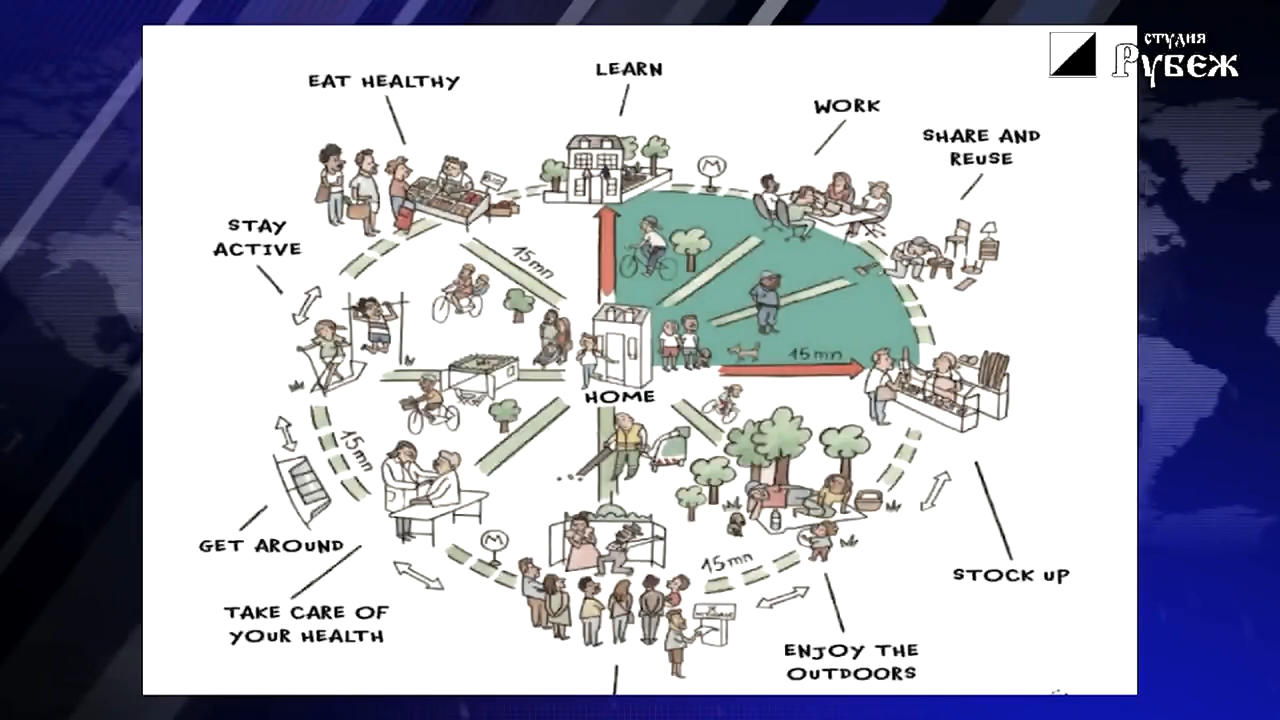 СТУДИЯ
РУБЕЖ
LEARN
EAT HEALTHY
WORK
SHARE AND
REUSE
M
STAY
ACTIVE
15mn
15mn
HOME
15mn
GET AROUND
M
15mn
STOCK UP
TAKE CARE OF
YOUR HEALTH
ENJOY THE
OUTDOORS